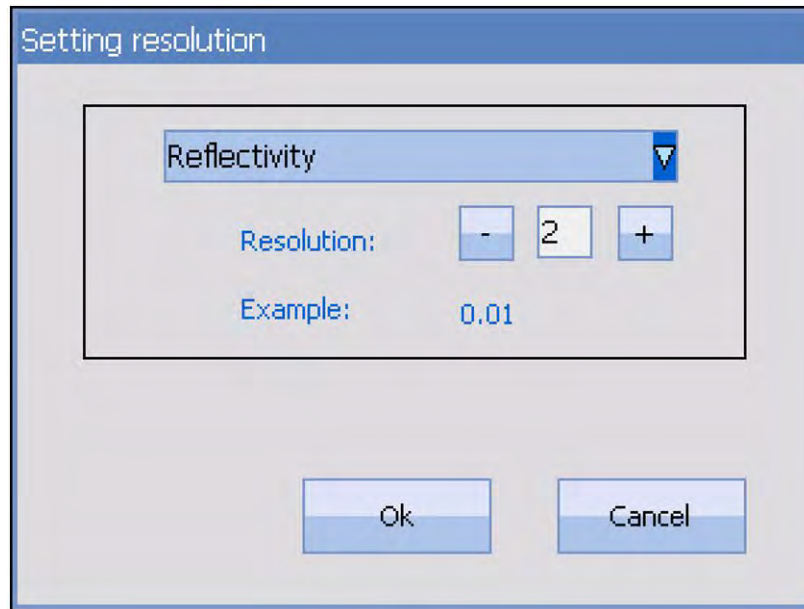 Setting resolution
Reflectivity
Resolution: - 2 +
Example: 0.01
Ok Cancel